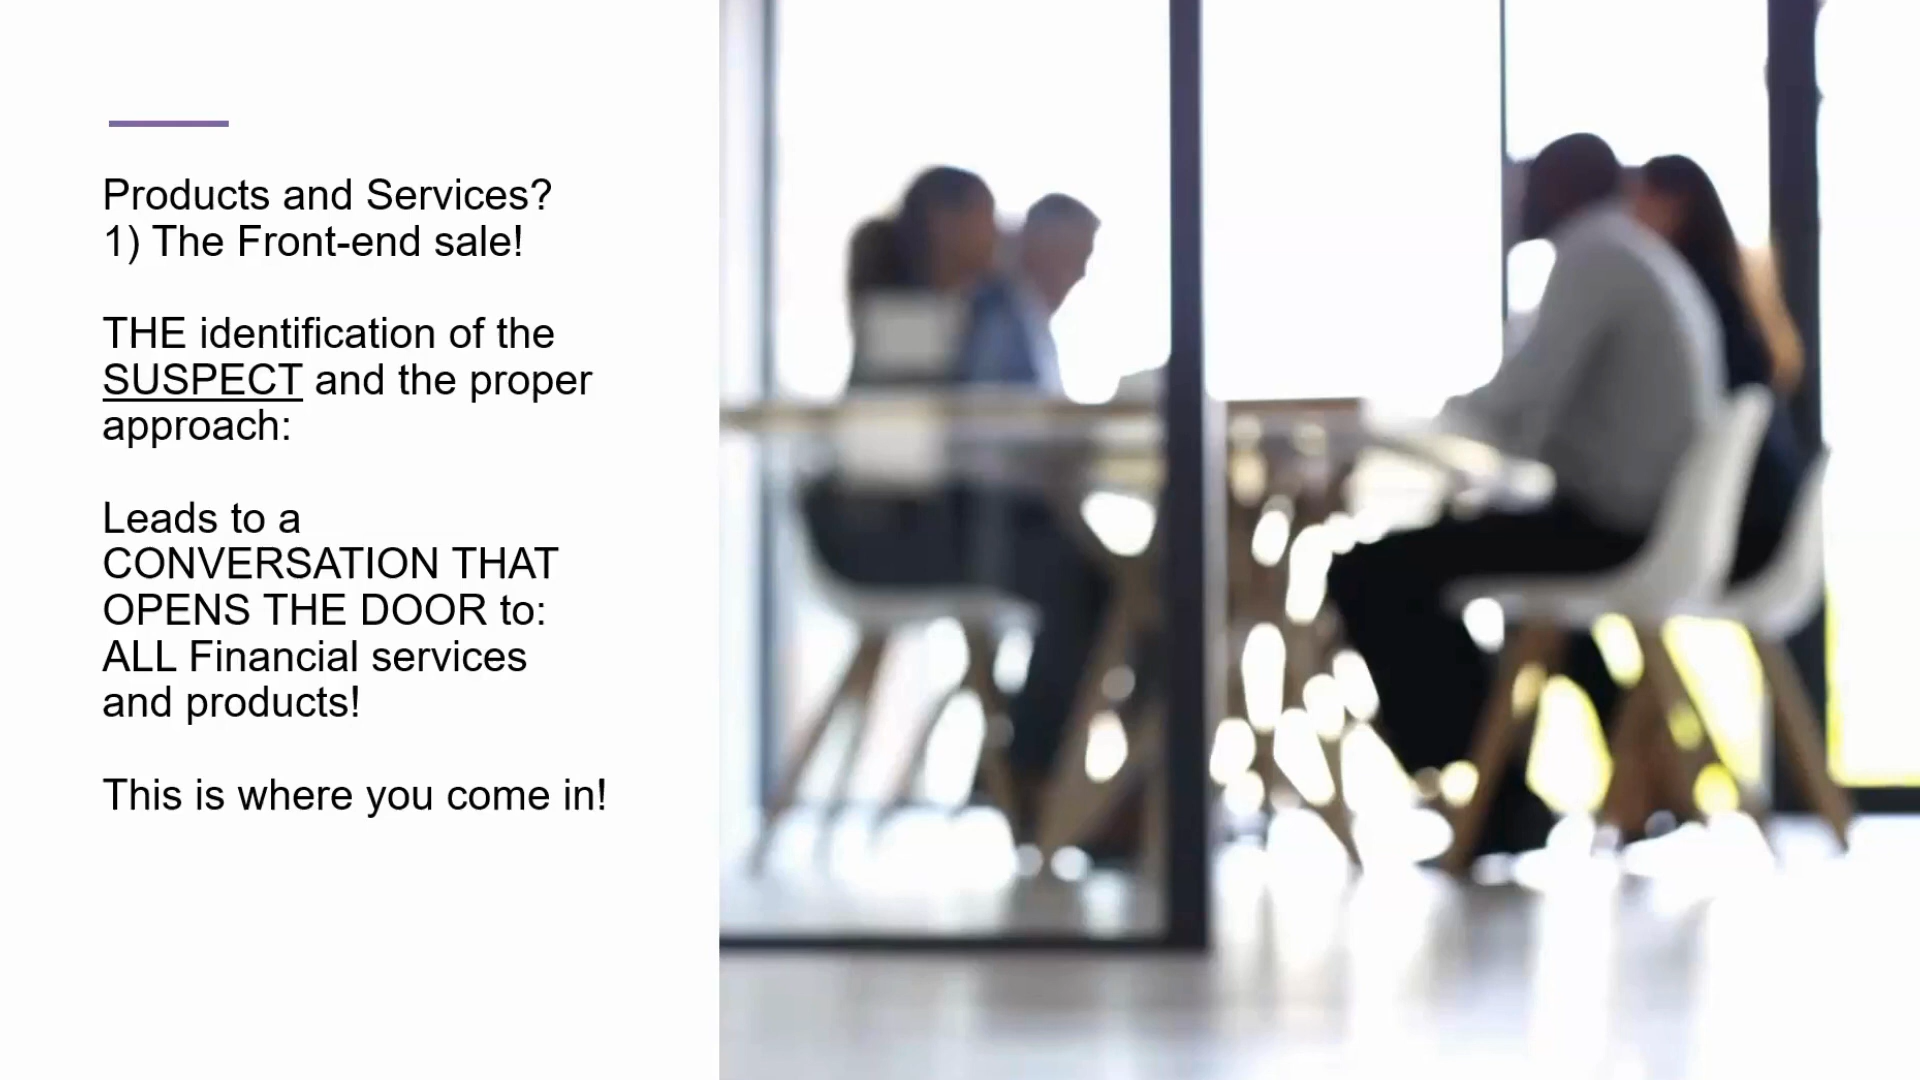 Products and Services?
1) The Front-end sale!
THE identification of the
SUSPECT and the proper
approach:
Leads to a
CONVERSATION THAT
OPENS THE DOOR to:
ALL Financial services
and products!
This is where you come in!